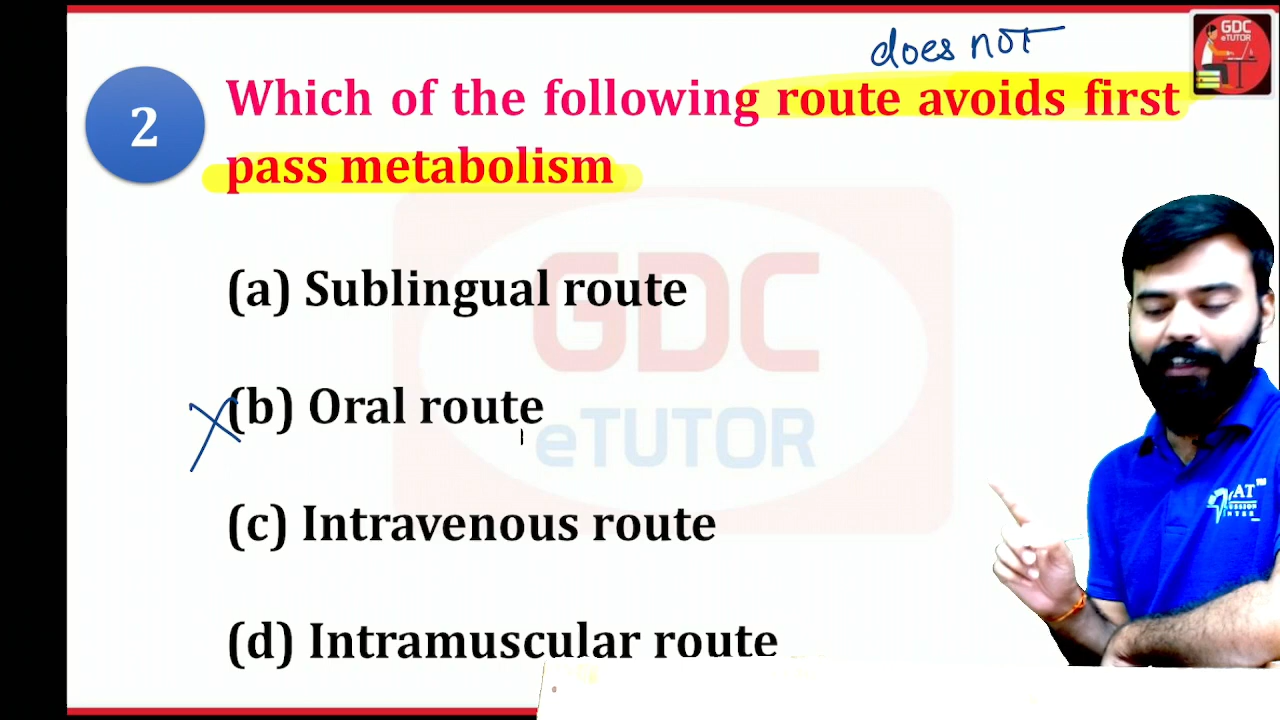 does not
GDC
eTUTOR
2
Which of the following route avoids first
pass metabolism
(a) Sublingual route
GDC
(b) Oral route
eTUTOR
(c) Intravenous route
(d) Intramuscular route